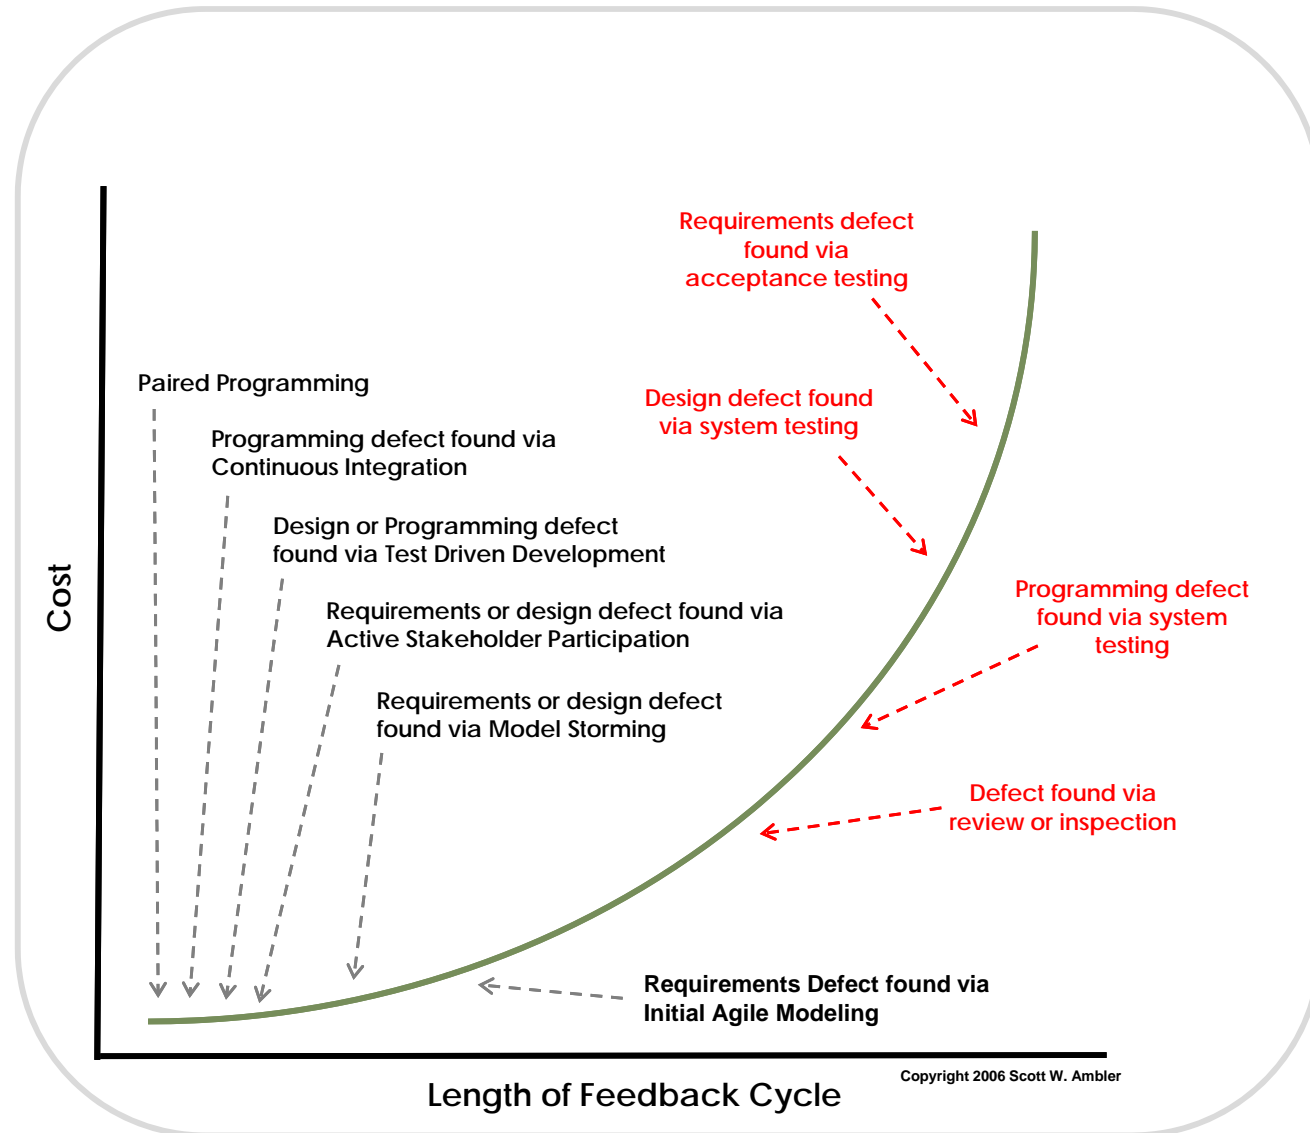 Requirements defect
found via
acceptance testing
Paired Programming
Design defect found
via system testing
Programming defect found via
Continuous Integration
Design or Programming defect
found via Test Driven Development
Cost
Programming defect
found via system
testing
Requirements or design defect found via
Active Stakeholder Participation
Requirements or design defect
found via Model Storming
Defect found via
review or inspection
Requirements Defect found via
Initial Agile Modeling
Copyright 2006 Scott W. Ambler
Length of Feedback Cycle